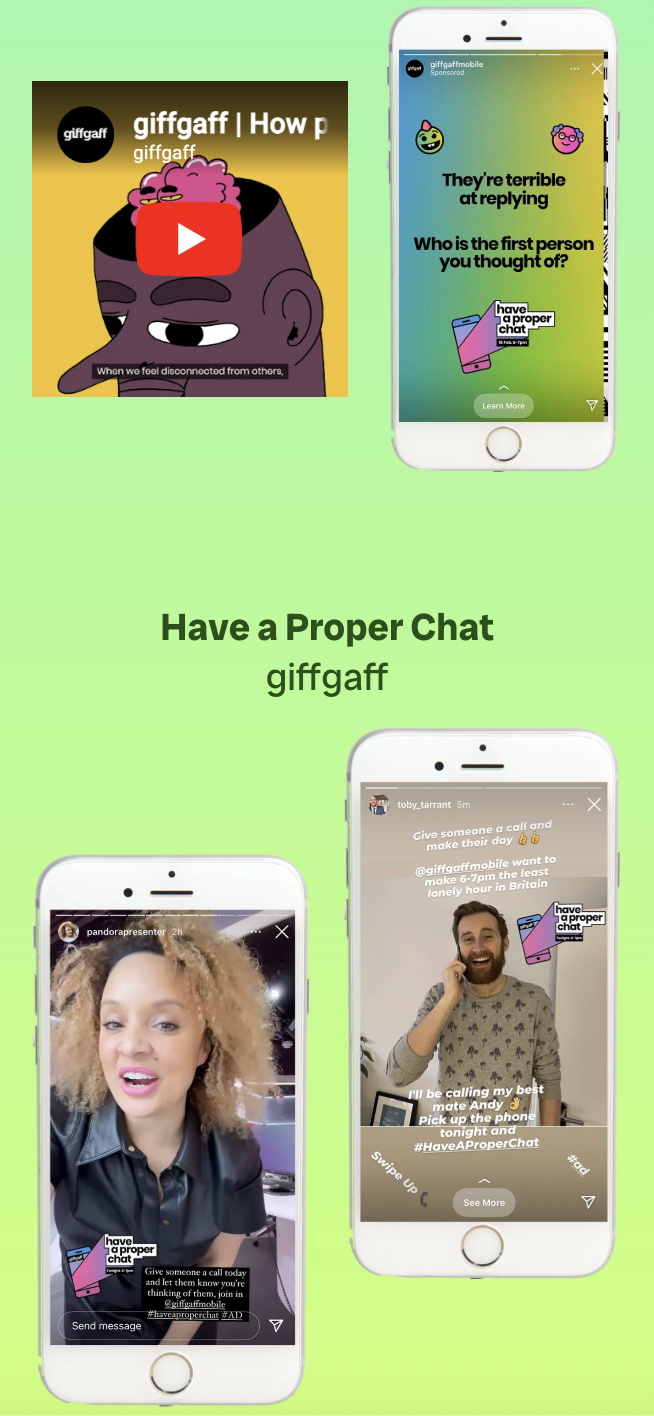 giffgaff
giffgaff | How p
giffgaff
When we feel disconnected from others,
giffgaff
giffgaffmobile
Sponsored
They're terrible
at replying
Who is the first person
you thought of?
have
a proper
chat
Learn More
Have a Proper Chat
giffgaff
toby_tarrant 5m
Give someone a call and
make their day 👍👍
@giffgaffmobile want to
make 6-7pm the least
lonely hour in Britain
giffgaff
have
a proper
chat
tonight, 6-7pm
I'll be calling my best
mate Andy ✌️
Pick up the phone
tonight and
#HaveAProperChat
Swipe Up
#ad
See More
pandorapresenter 2h
giffgaff
have
a proper
chat
tonight, 6-7pm
Give someone a call today
and let them know you're
thinking of them, join in
@giffgaffmobile
#haveaproperchat #AD
Send message